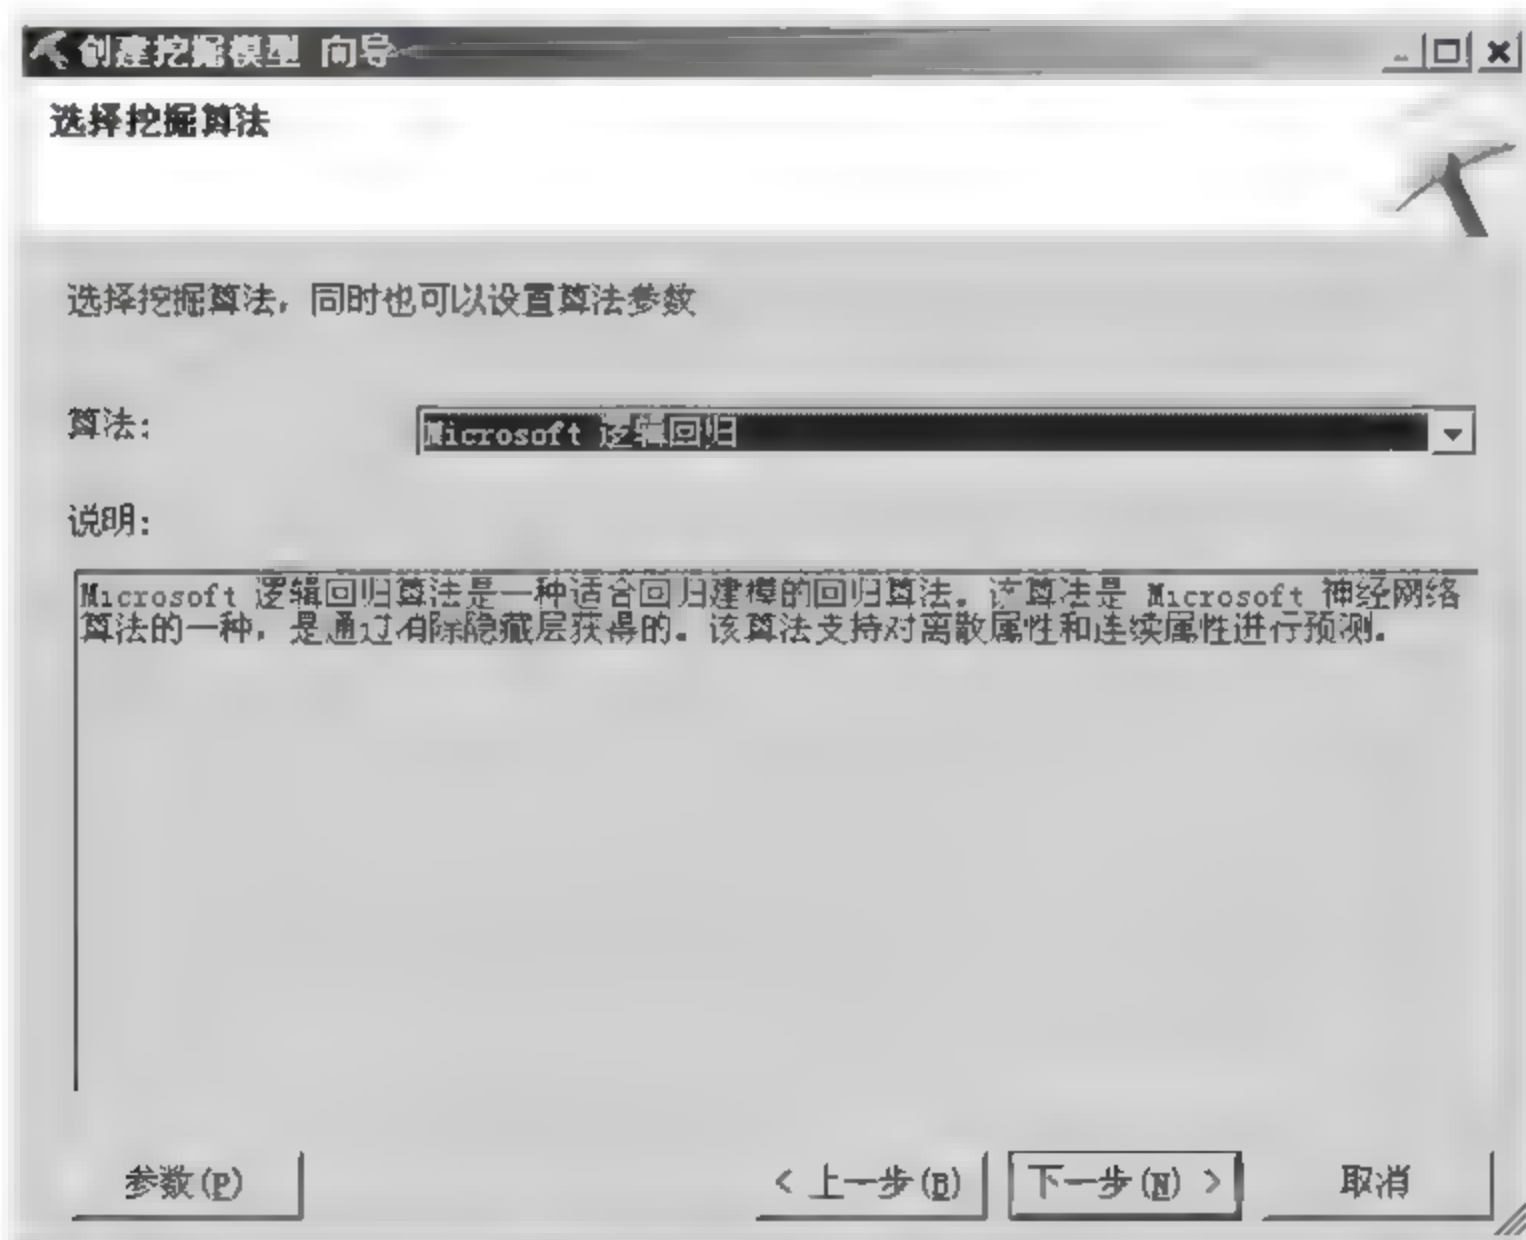 创建挖掘模型 向导
选择挖掘算法
选择挖掘算法，同时也可以设置算法参数
算法：
Microsoft 逻辑回归
说明：
Microsoft 逻辑回归算法是一种适合回归建模的回归算法。该算法是 Microsoft 神经网络
算法的一种，是通过消除隐藏层获得的。该算法支持对离散属性和连续属性进行预测。
参数(P)
< 上一步(B)
下一步(N) >
取消